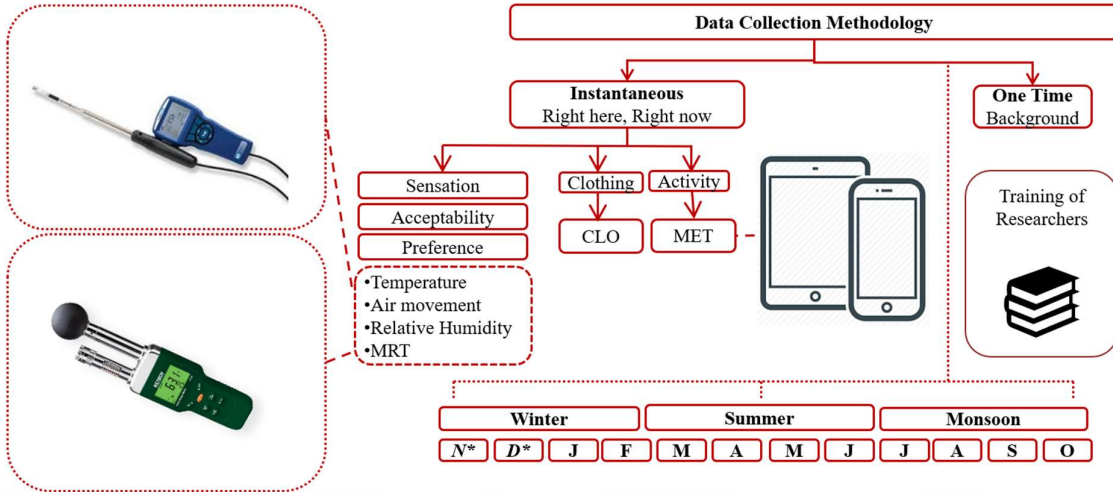 Data Collection Methodology
Instantaneous
Right here, Right now
One Time
Background
Sensation
Clothing
Activity
Acceptability
Preference
CLO
MET
•Temperature
•Air movement
•Relative Humidity
•MRT
Training of
Researchers
Winter
Summer
Monsoon
N*
D*
J
F
M
A
M
J
J
A
S
O